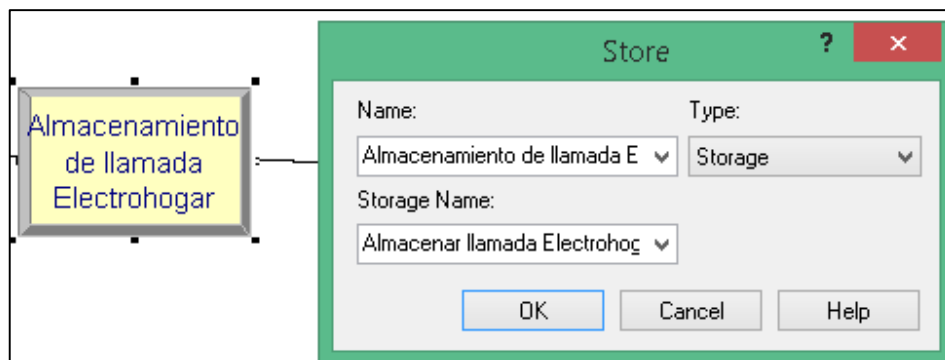 Almacenamiento
de llamada
Electrohogar
Store
?
×
Name:
Type:
Almacenamiento de llamada E
Storage
Storage Name:
Almacenar llamada Electrohog
OK
Cancel
Help